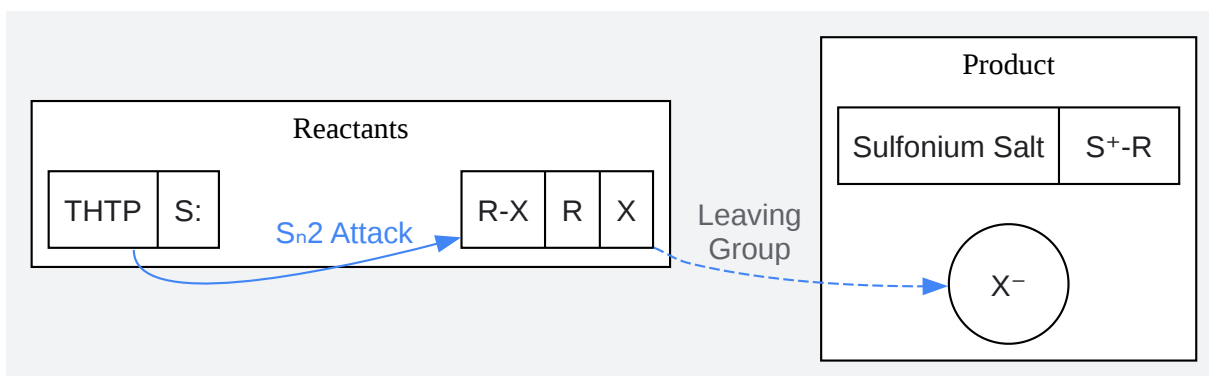 Reactants
THTP
S:
Sₙ2 Attack
R-X
R
X
Leaving
Group
Product
Sulfonium Salt
S⁺-R
X⁻